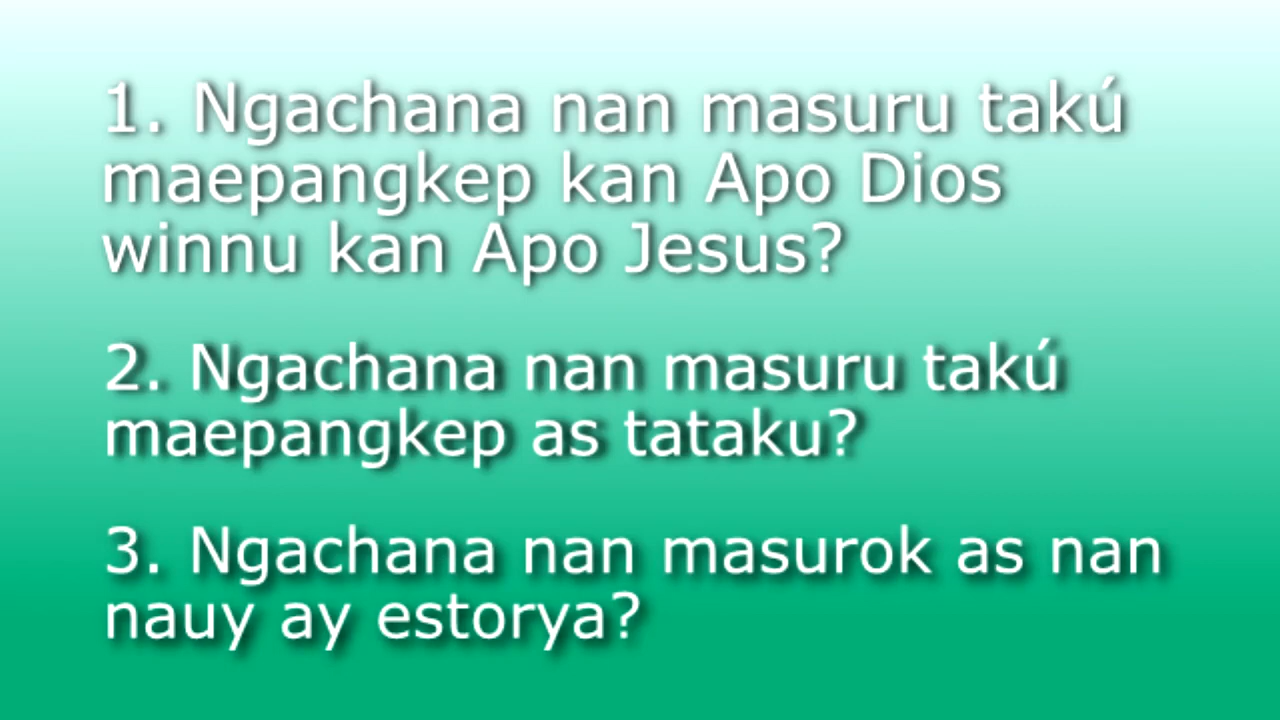 1. Ngachana nan masuru takú
maepangkep kan Apo Dios
winnu kan Apo Jesus?
2. Ngachana nan masuru takú
maepangkep as tataku?
3. Ngachana nan masurok as nan
nauy ay estorya?